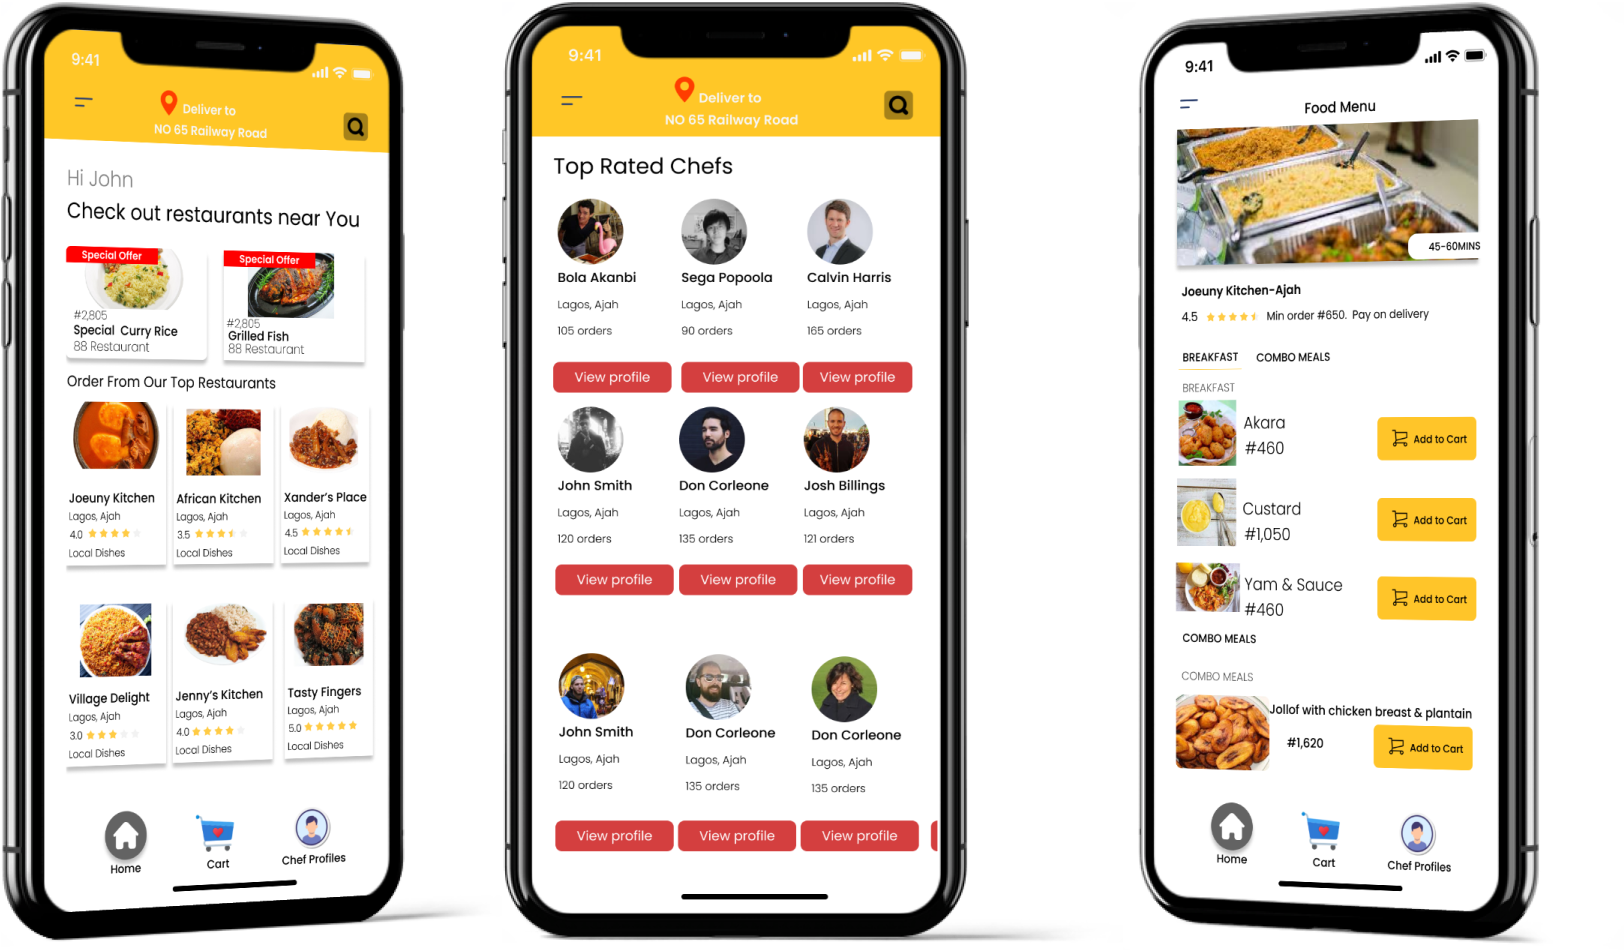 9:41
Deliver to
NO 65 Railway Road
Hi John
Check out restaurants near You
Special Offer
#2,805
Special Curry Rice
88 Restaurant
Special Offer
#2,805
Grilled Fish
88 Restaurant
Order From Our Top Restaurants
Joeuny Kitchen
Lagos, Ajah
4.0
Local Dishes
African Kitchen
Lagos, Ajah
3.5
Local Dishes
Xander's Place
Lagos, Ajah
4.5
Local Dishes
Village Delight
Lagos, Ajah
3.0
Local Dishes
Jenny's Kitchen
Lagos, Ajah
4.0
Local Dishes
Tasty Fingers
Lagos, Ajah
5.0
Local Dishes
Home
Cart
Chef Profiles
9:41
Deliver to
NO 65 Railway Road
Top Rated Chefs
Bola Akanbi
Lagos, Ajah
105 orders
View profile
Sega Popoola
Lagos, Ajah
90 orders
View profile
Calvin Harris
Lagos, Ajah
165 orders
View profile
John Smith
Lagos, Ajah
120 orders
View profile
Don Corleone
Lagos, Ajah
135 orders
View profile
Josh Billings
Lagos, Ajah
121 orders
View profile
John Smith
Lagos, Ajah
120 orders
View profile
Don Corleone
Lagos, Ajah
135 orders
View profile
Don Corleone
Lagos, Ajah
135 orders
View profile
9:41
Food Menu
45-60MINS
Joeuny Kitchen-Ajah
4.5 Min order #650. Pay on delivery
BREAKFAST COMBO MEALS
BREAKFAST
Akara
#460
Add to Cart
Custard
#1,050
Add to Cart
Yam & Sauce
#460
Add to Cart
COMBO MEALS
COMBO MEALS
Jollof with chicken breast & plantain
#1,620
Add to Cart
Home
Cart
Chef Profiles